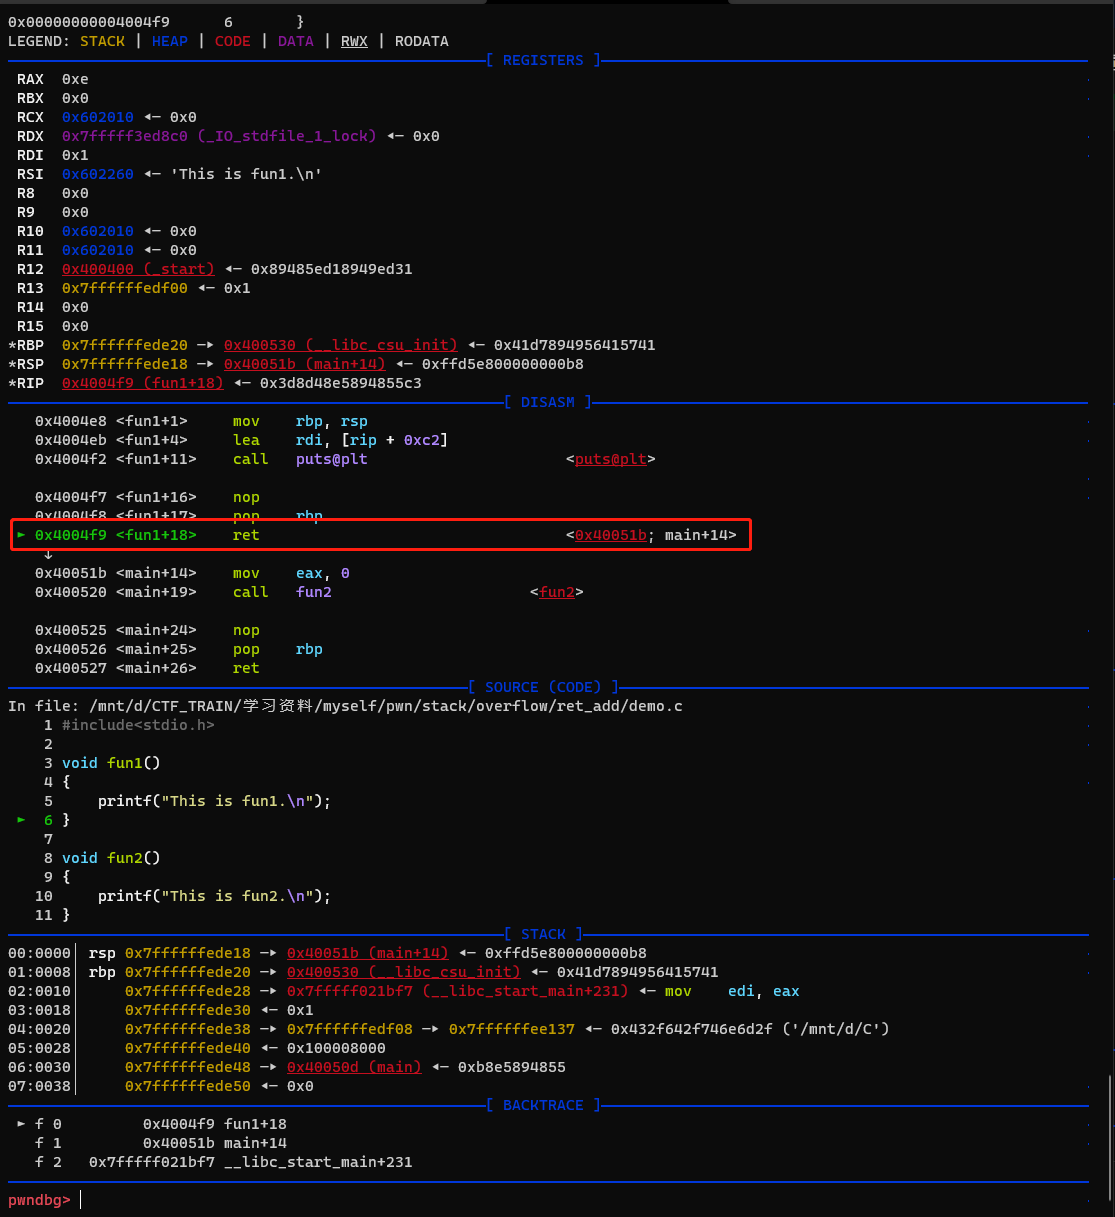 0x00000000004004f9      6       }
LEGEND: STACK | HEAP | CODE | DATA | RWX | RODATA
[ REGISTERS ]
RAX  0xe
RBX  0x0
RCX  0x602010 ◂— 0x0
RDX  0x7fffff3ed8c0 (_IO_stdfile_1_lock) ◂— 0x0
RDI  0x1
RSI  0x602260 ◂— 'This is fun1.\n'
R8   0x0
R9   0x0
R10  0x602010 ◂— 0x0
R11  0x602010 ◂— 0x0
R12  0x400400 (_start) ◂— 0x89485ed18949ed31
R13  0x7ffffffedf00 ◂— 0x1
R14  0x0
R15  0x0
*RBP  0x7ffffffede20 —▸ 0x400530 (__libc_csu_init) ◂— 0x41d7894956415741
*RSP  0x7ffffffede18 —▸ 0x40051b (main+14) ◂— 0xffd5e800000000b8
*RIP  0x4004f9 (fun1+18) ◂— 0x3d8d48e5894855c3
[ DISASM ]
0x4004e8 <fun1+1>     mov    rbp, rsp
0x4004eb <fun1+4>     lea    rdi, [rip + 0xc2]
0x4004f2 <fun1+11>    call   puts@plt                      <puts@plt>
0x4004f7 <fun1+16>    nop
0x4004f8 <fun1+17>    pop    rbp
► 0x4004f9 <fun1+18>    ret                                  <0x40051b; main+14>
↓
0x40051b <main+14>    mov    eax, 0
0x400520 <main+19>    call   fun2                      <fun2>
0x400525 <main+24>    nop
0x400526 <main+25>    pop    rbp
0x400527 <main+26>    ret
[ SOURCE (CODE) ]
In file: /mnt/d/CTF_TRAIN/学习资料/myself/pwn/stack/overflow/ret_add/demo.c
1 #include<stdio.h>
2
3 void fun1()
4 {
5     printf("This is fun1.\n");
► 6 }
7
8 void fun2()
9 {
10     printf("This is fun2.\n");
11 }
[ STACK ]
00:0000│ rsp 0x7ffffffede18 —▸ 0x40051b (main+14) ◂— 0xffd5e800000000b8
01:0008│ rbp 0x7ffffffede20 —▸ 0x400530 (__libc_csu_init) ◂— 0x41d7894956415741
02:0010│     0x7ffffffede28 —▸ 0x7fffff021bf7 (__libc_start_main+231) ◂— mov    edi, eax
03:0018│     0x7ffffffede30 ◂— 0x1
04:0020│     0x7ffffffede38 —▸ 0x7ffffffedf08 —▸ 0x7ffffffee137 ◂— 0x432f642f746e6d2f ('/mnt/d/C')
05:0028│     0x7ffffffede40 ◂— 0x100008000
06:0030│     0x7ffffffede48 —▸ 0x40050d (main) ◂— 0xb8e5894855
07:0038│     0x7ffffffede50 ◂— 0x0
[ BACKTRACE ]
► f 0         0x4004f9 fun1+18
f 1         0x40051b main+14
f 2   0x7fffff021bf7 __libc_start_main+231
pwndbg>